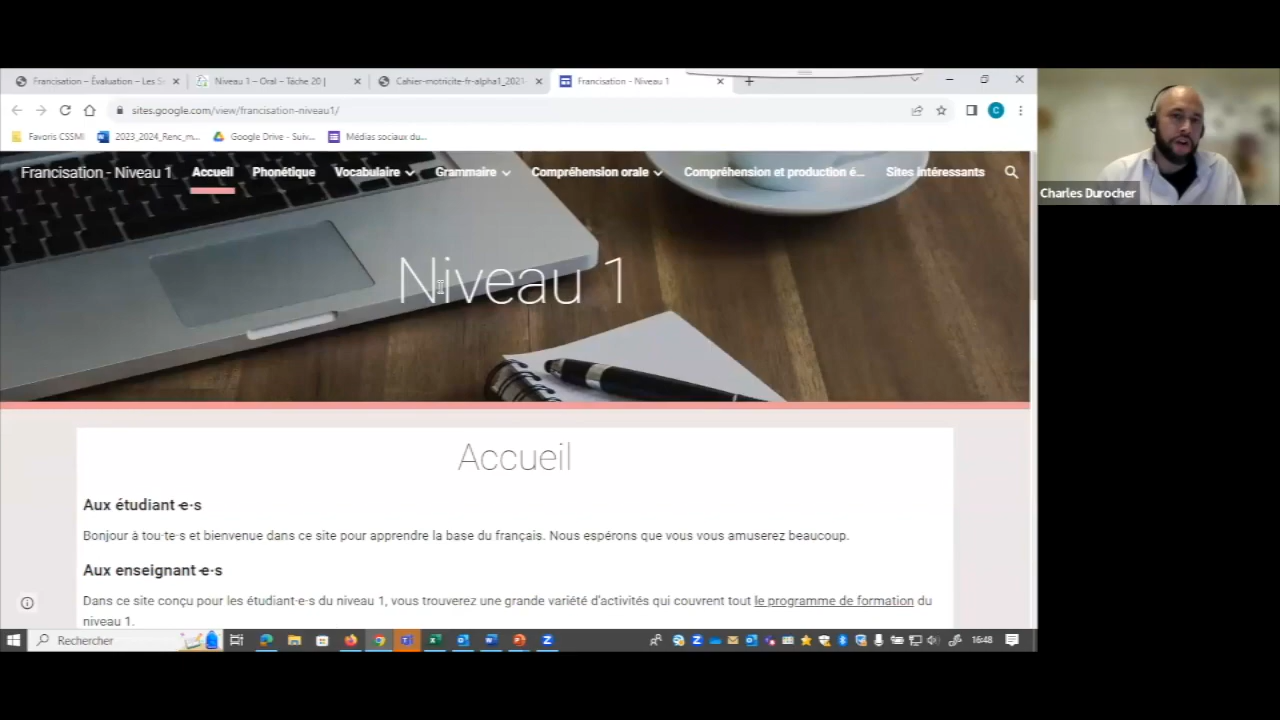 Francisation – Évaluation – Les S
Niveau 1 – Oral – Tâche 20 |
Cahier-motricite-fr-alpha1_2021-
Francisation - Niveau 1
sites.google.com/view/francisation-niveau1/
C
Favoris CSSMI
2023_2024_Renc_m...
Google Drive - Suiv...
Médias sociaux du...
Francisation - Niveau 1
Accueil
Phonétique
Vocabulaire
Grammaire
Compréhension orale
Compréhension et production é...
Sites intéressants
Charles Durocher
Niveau 1
Accueil
Aux étudiant·e·s
Bonjour à tou·te·s et bienvenue dans ce site pour apprendre la base du français. Nous espérons que vous vous amuserez beaucoup.
Aux enseignant·e·s
Dans ce site conçu pour les étudiant·e·s du niveau 1, vous trouverez une grande variété d'activités qui couvrent tout le programme de formation du
niveau 1.
Rechercher
16:48